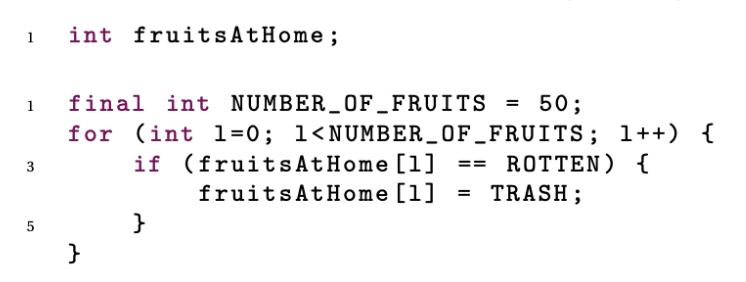 1 int fruitsAtHome;
1 final int NUMBER_OF_FRUITS = 50;
for (int l=0; l<NUMBER_OF_FRUITS; l++) {
3 if (fruitsAtHome[l] == ROTTEN) {
fruitsAtHome[l] = TRASH;
5 }
}